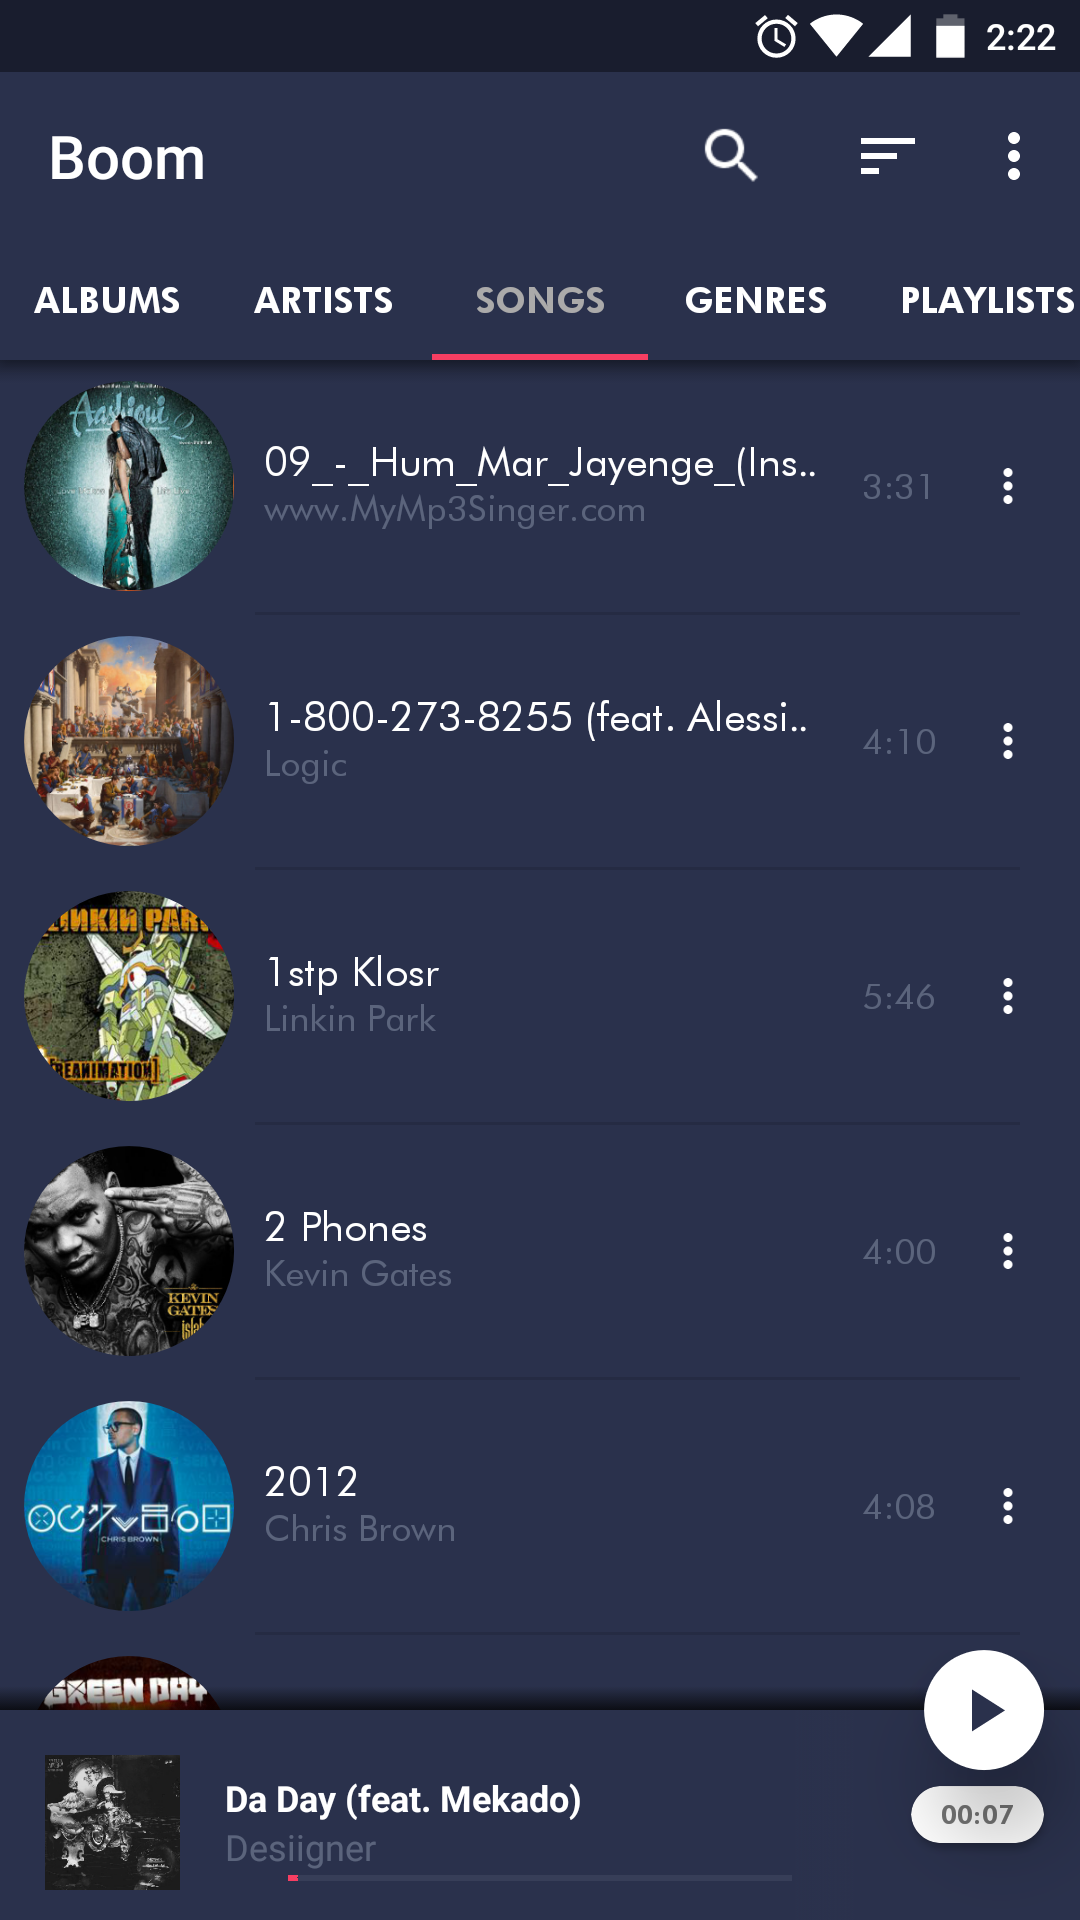 2:22
Boom
ALBUMS ARTISTS SONGS GENRES PLAYLISTS
Aashiqui 2
09_-_Hum_Mar_Jayenge_(Ins..
www.MyMp3Singer.com
3:31
1-800-273-8255 (feat. Alessi..
Logic
4:10
LINKIN PARK
[REANIMATION]
1stp Klosr
Linkin Park
5:46
2 Phones
Kevin Gates
4:00
KEVIN
GATES
islah
2012
Chris Brown
4:08
CHRIS BROWN
GREEN DAY
Da Day (feat. Mekado)
Desiigner
00:07